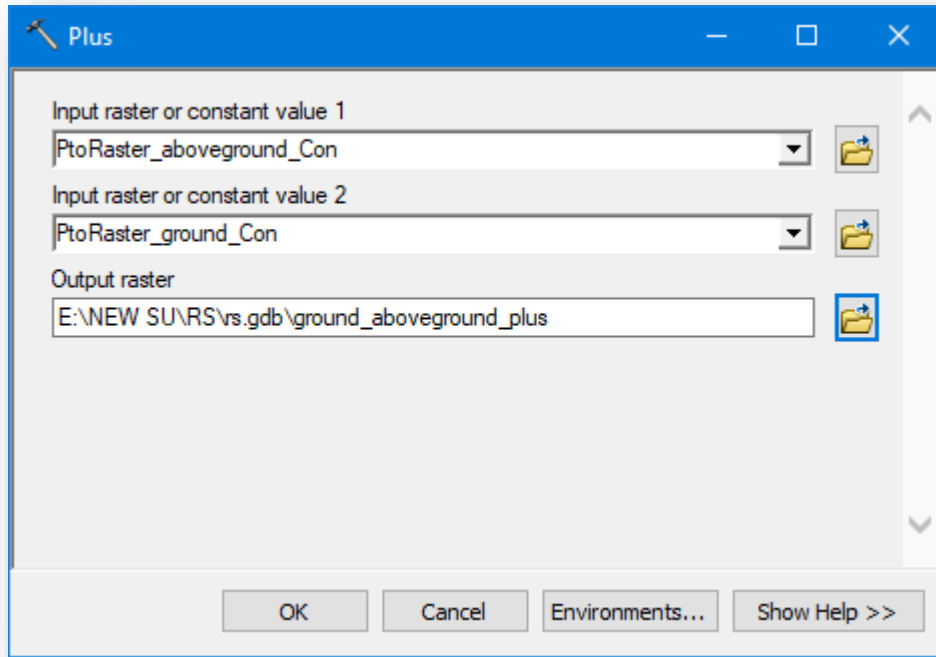 Plus
Input raster or constant value 1
PtoRaster_aboveground_Con
Input raster or constant value 2
PtoRaster_ground_Con
Output raster
E:\NEW SU\RS\rs.gdb\ground_aboveground_plus
OK Cancel Environments... Show Help >>